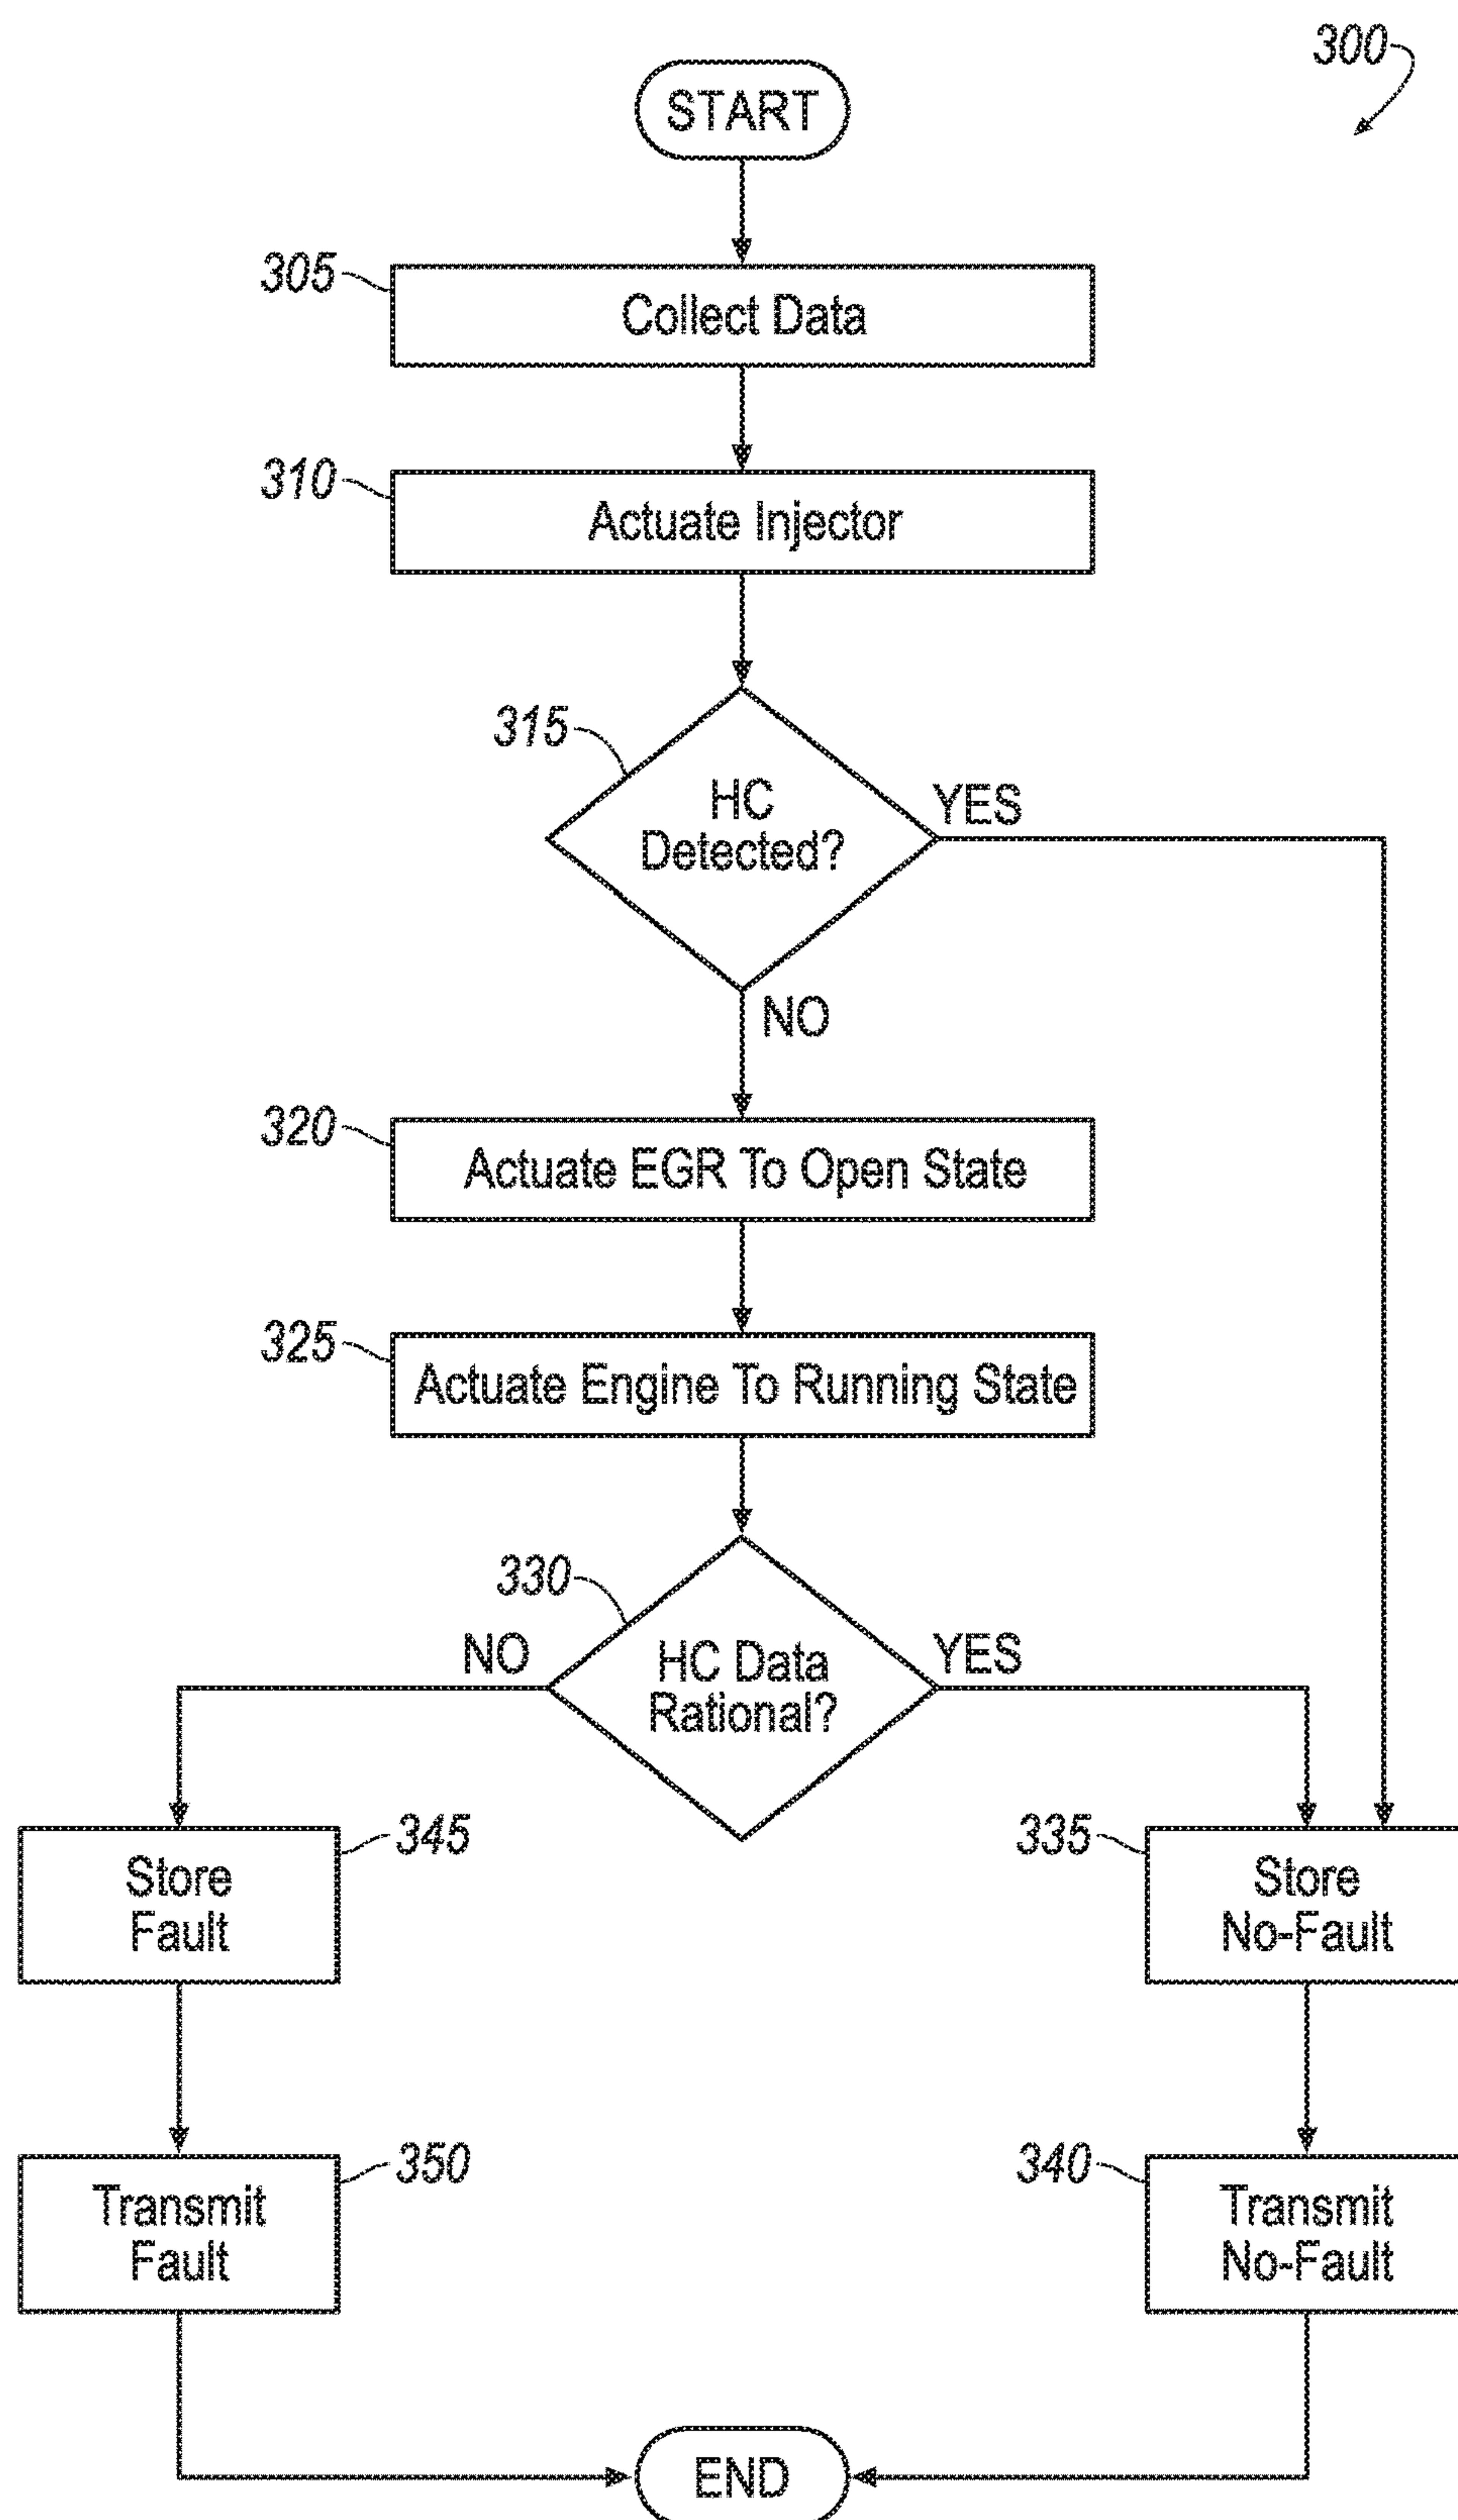 300
START
305
Collect Data
310
Actuate Injector
315
HC
Detected?
YES
NO
320
Actuate EGR To Open State
325
Actuate Engine To Running State
330
NO
HC Data
Rational?
YES
Store
Fault
345
335
Store
No-Fault
Transmit
Fault
350
340
Transmit
No-Fault
END